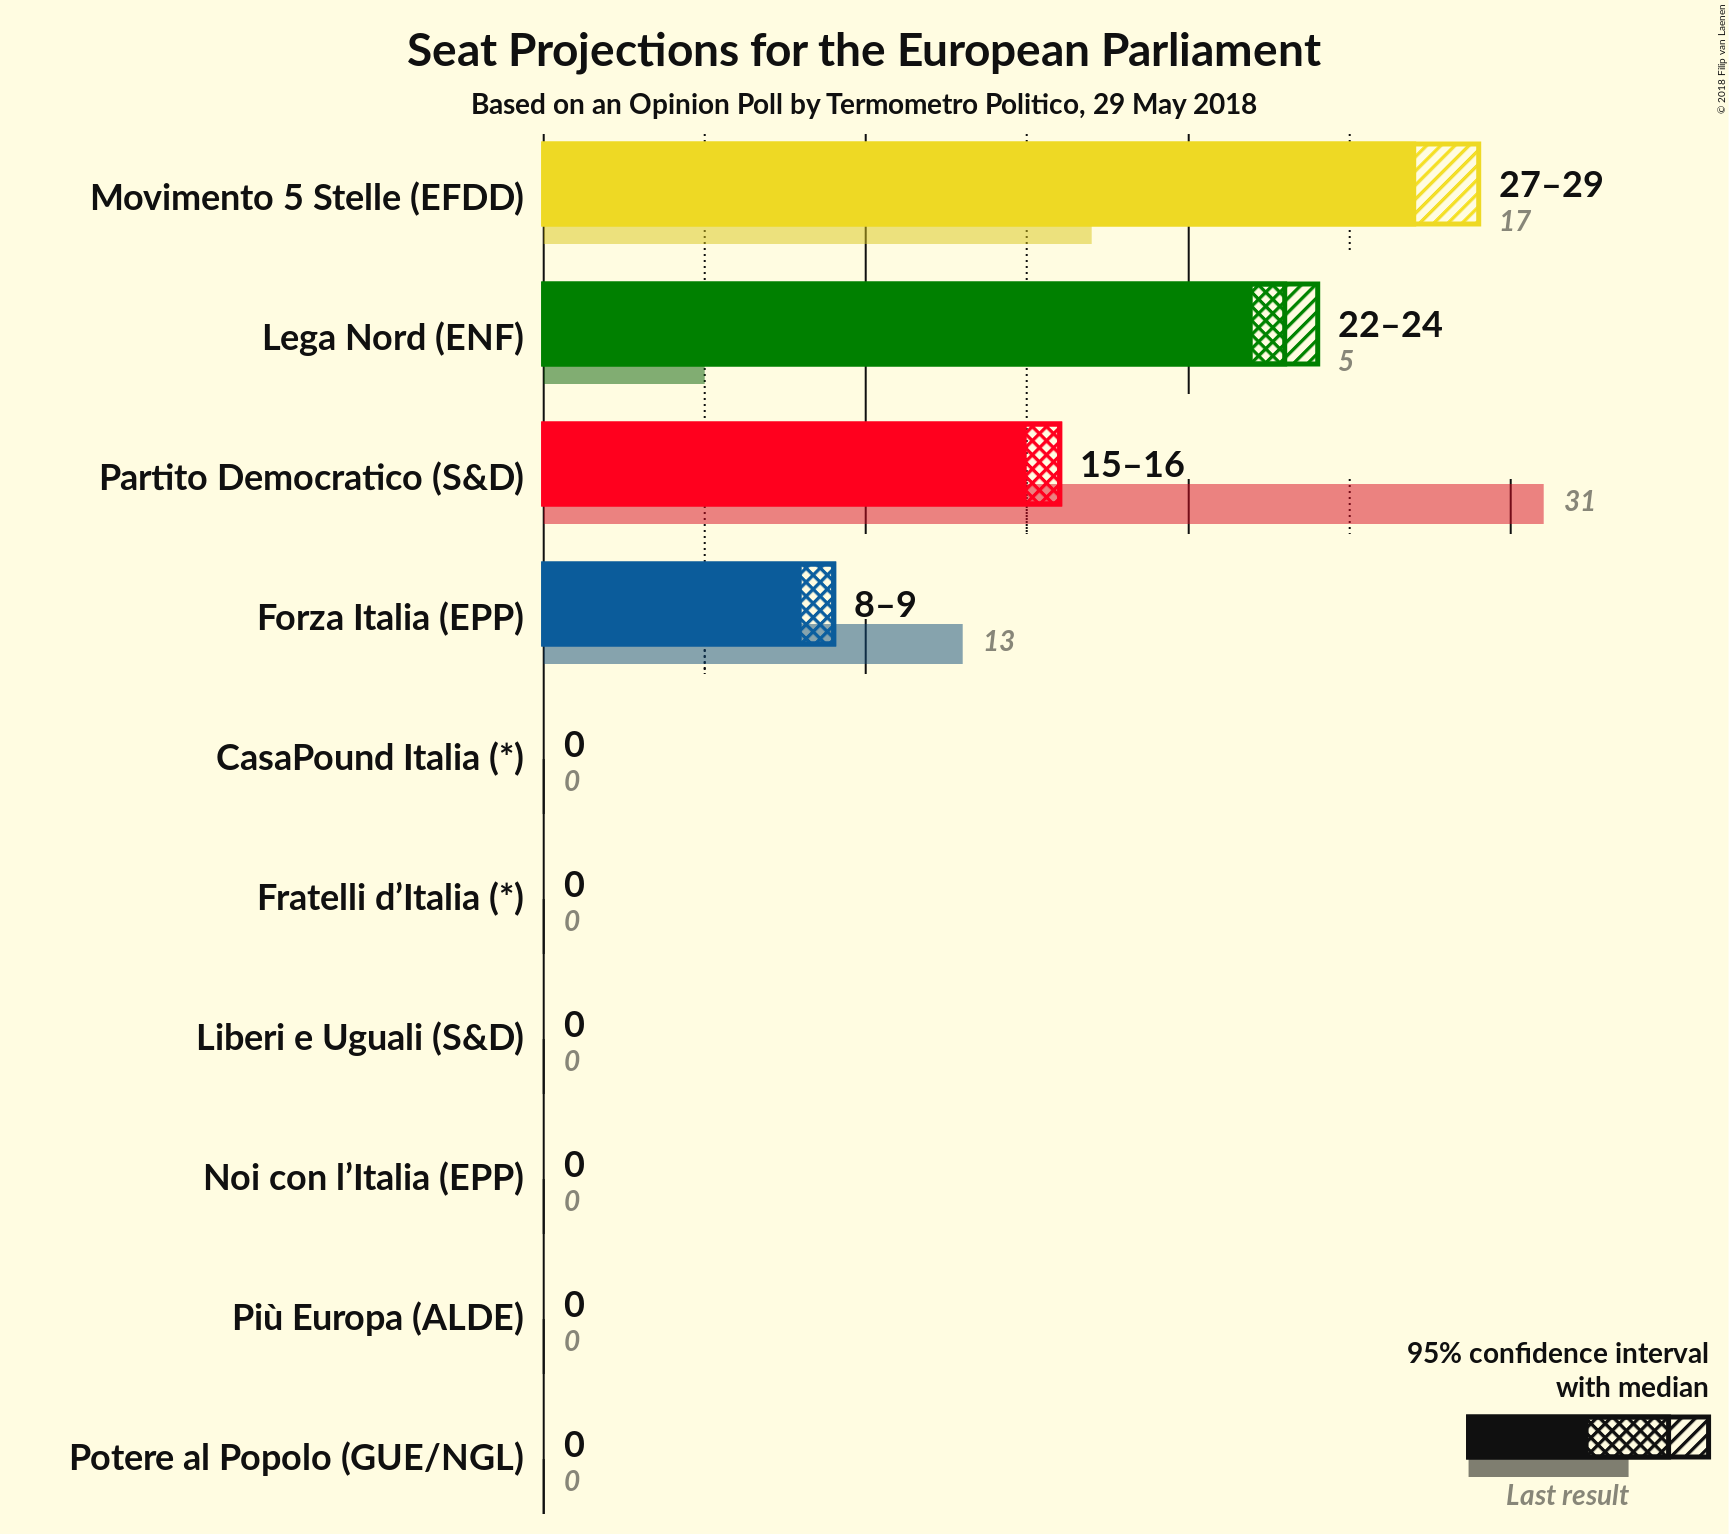 Seat Projections for the European Parliament
Based on an Opinion Poll by Termometro Politico, 29 May 2018
© 2018 Filip van Laenen
Movimento 5 Stelle (EFDD)
27–29
17
Lega Nord (ENF)
22–24
5
Partito Democratico (S&D)
15–16
31
Forza Italia (EPP)
8–9
13
CasaPound Italia (*)
0
0
Fratelli d’Italia (*)
0
0
Liberi e Uguali (S&D)
0
0
Noi con l’Italia (EPP)
0
0
Più Europa (ALDE)
0
0
Potere al Popolo (GUE/NGL)
0
0
95% confidence interval
with median
Last result